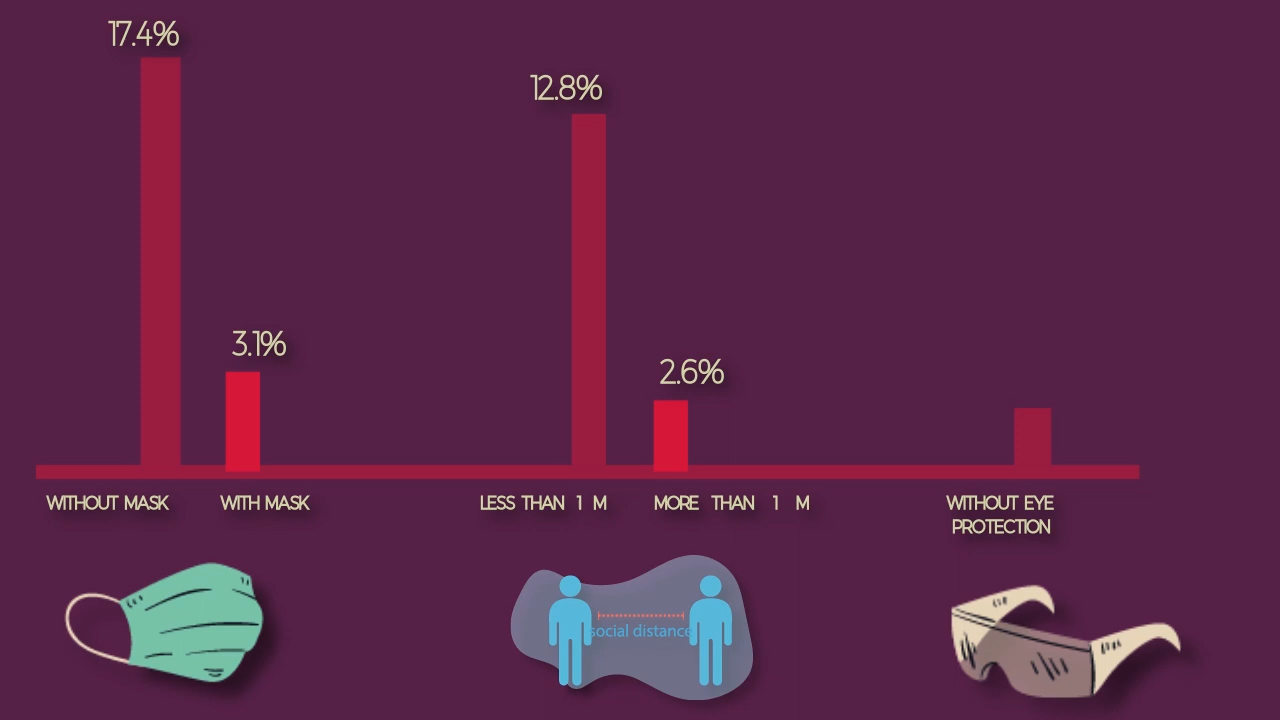 17.4%
12.8%
3.1%
2.6%
WITHOUT MASK
WITH MASK
LESS THAN 1 M
MORE THAN 1 M
WITHOUT EYE
PROTECTION
social distance